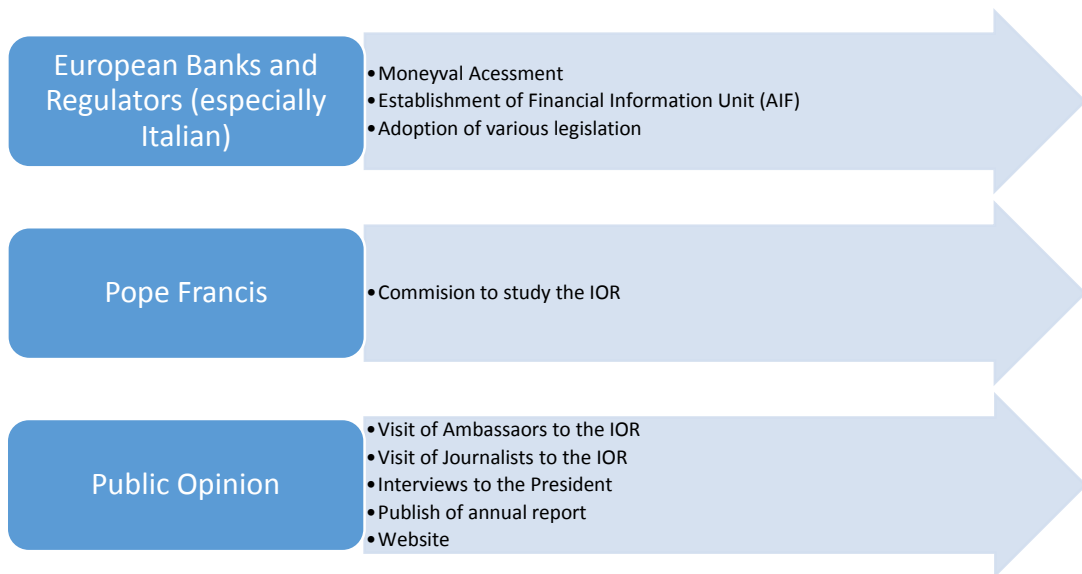 European Banks and
Regulators (especially
Italian)
•Moneyval Acessment
•Establishment of Financial Information Unit (AIF)
•Adoption of various legislation
Pope Francis
•Commision to study the IOR
Public Opinion
•Visit of Ambassaors to the IOR
•Visit of Journalists to the IOR
•Interviews to the President
•Publish of annual report
•Website